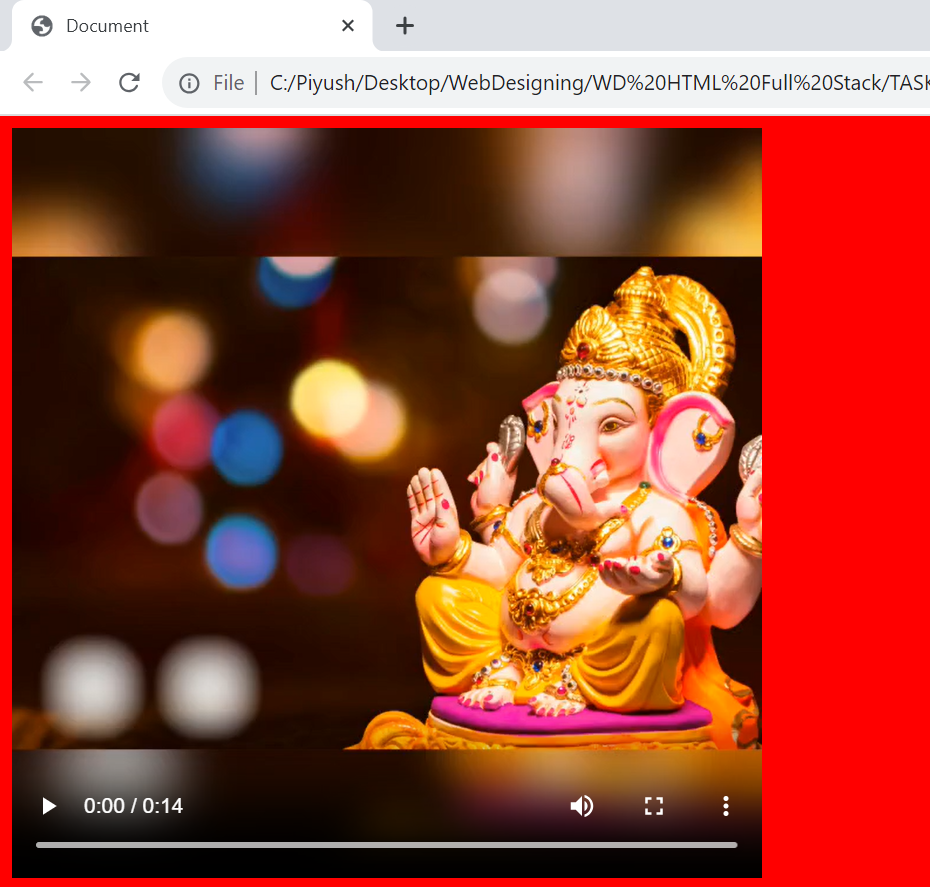 Document
File
C:/Piyush/Desktop/WebDesigning/WD%20HTML%20Full%20Stack/TASK
0:00 / 0:14